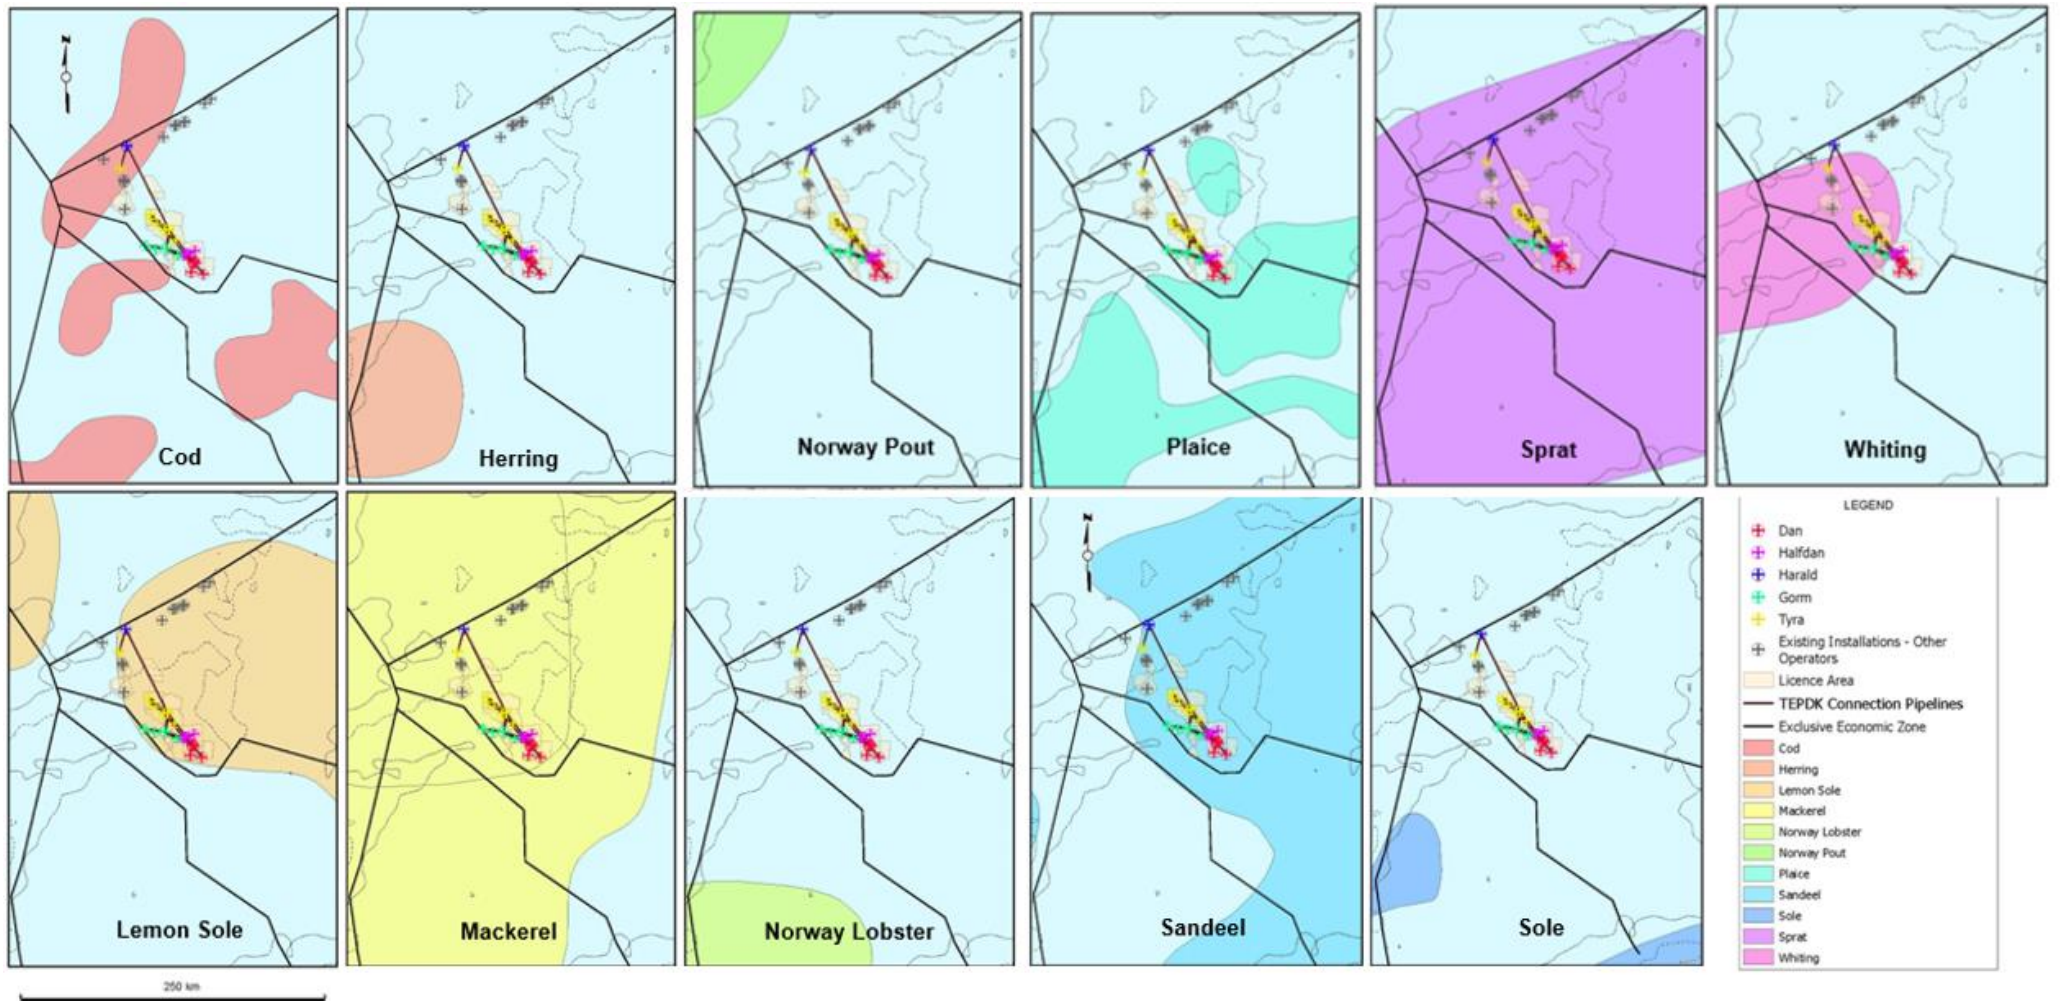 N
Cod
Herring
Norway Pout
Plaice
Sprat
Whiting
N
Lemon Sole
Mackerel
Norway Lobster
Sandeel
Sole
LEGEND
Dan
Halfdan
Harald
Gorm
Tyra
Existing Installations - Other
Operators
Licence Area
TEPDK Connection Pipelines
Exclusive Economic Zone
Cod
Herring
Lemon Sole
Mackerel
Norway Lobster
Norway Pout
Plaice
Sandeel
Sole
Sprat
Whiting
250 km